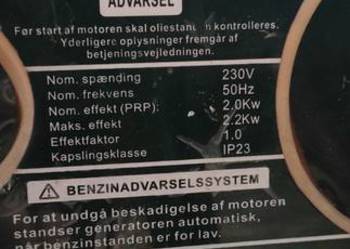 ADVARSEL
Før start af motoren skal oliestanden kontrolleres.
Yderligere oplysninger fremgår af
betjeningsvejledningen.
Nom. spænding 230V
Nom. frekvens 50Hz
Nom. effekt (PRP): 2,0Kw
Maks. effekt 2,2Kw
Effektfaktor 1.0
Kapslingsklasse IP23
BENZINADVARSELSSYSTEM
For at undgå beskadigelse af motoren
standser generatoren automatisk,
når benzinstanden er for lav.